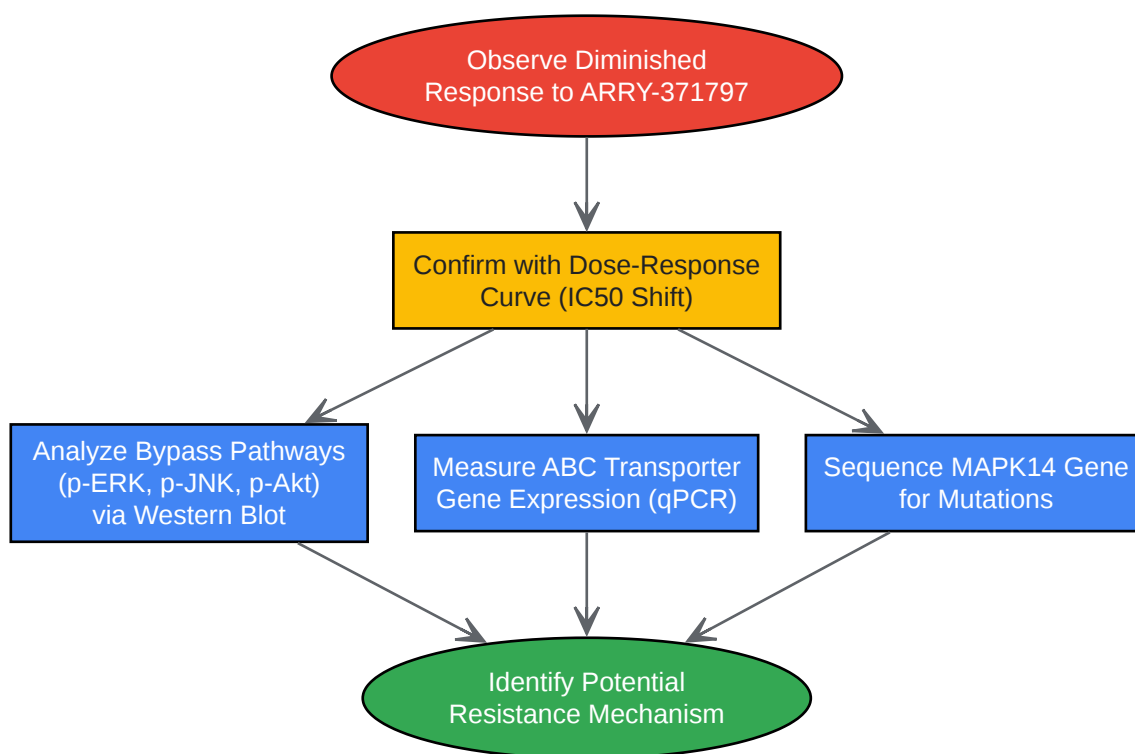 Observe Diminished
Response to ARRY-371797
Confirm with Dose-Response
Curve (IC50 Shift)
Analyze Bypass Pathways
(p-ERK, p-JNK, p-Akt)
via Western Blot
Measure ABC Transporter
Gene Expression (qPCR)
Sequence MAPK14 Gene
for Mutations
Identify Potential
Resistance Mechanism